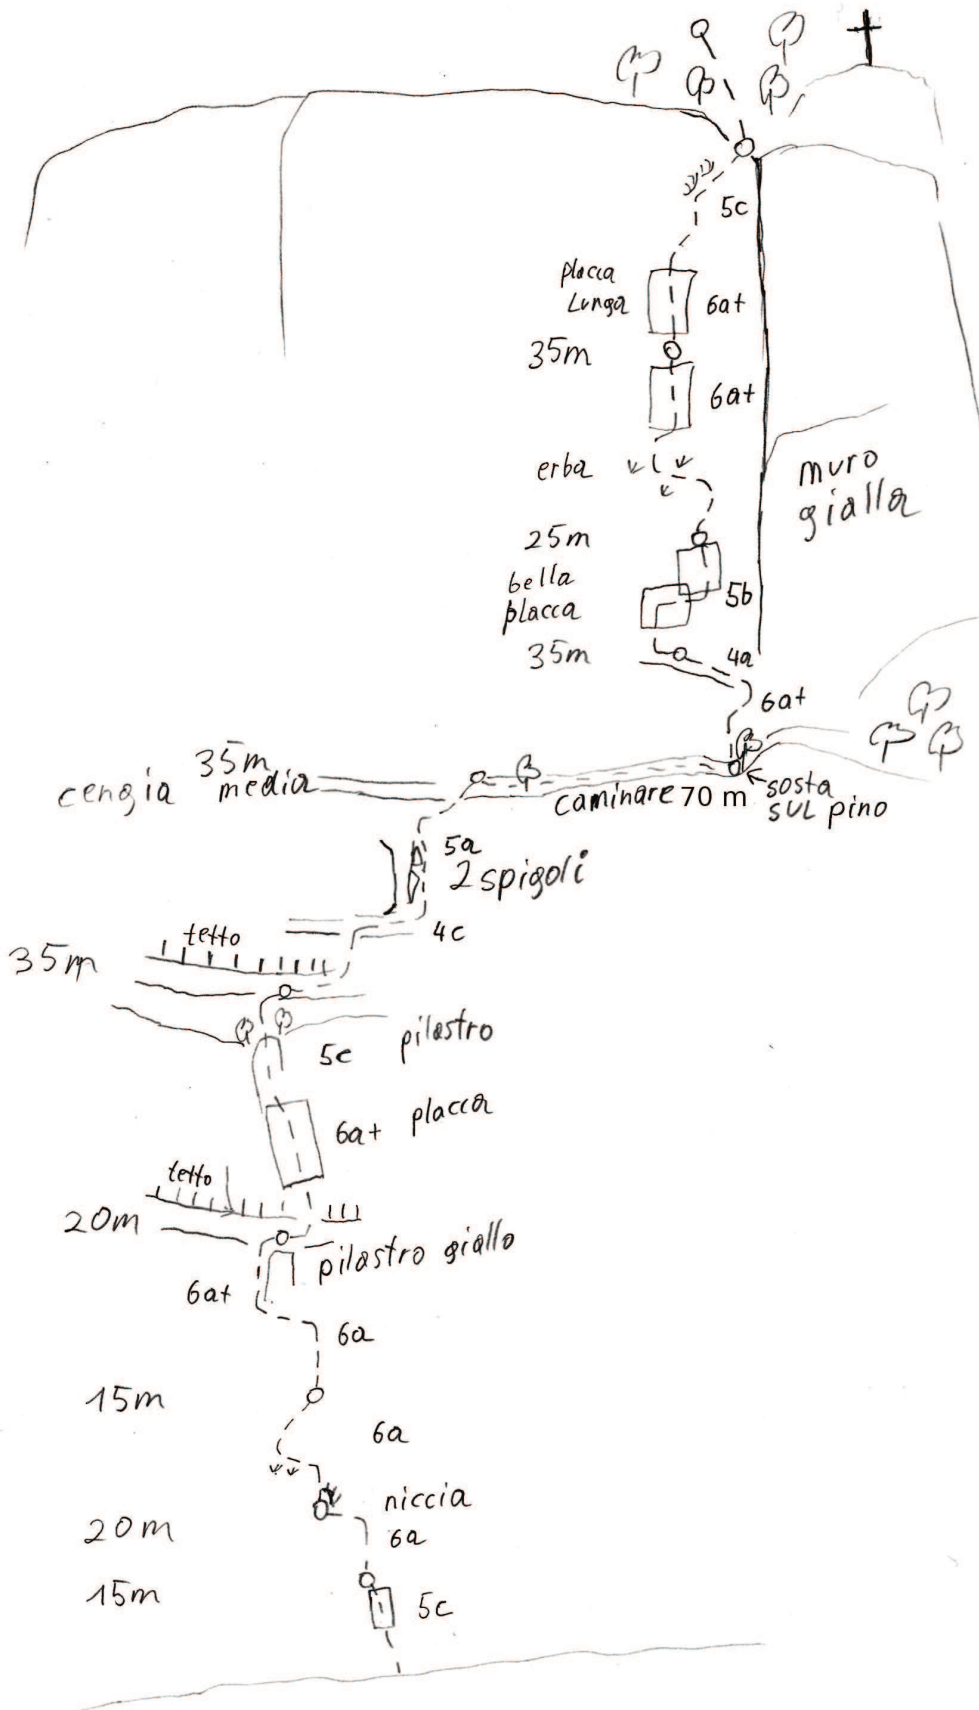 5c
placca
Lunga
6a+
35m
6a+
erba
muro
gialla
25m
bella
placca
5b
35m
4a
6a+
35m
cengia media
caminare 70 m
sosta
SUL pino
5a
2 spigoli
4c
tetto
35m
pilastro
5c
6a+ placca
tetto
20m
pilastro giallo
6a+
6a
15m
6a
niccia
20m
6a
15m
5c